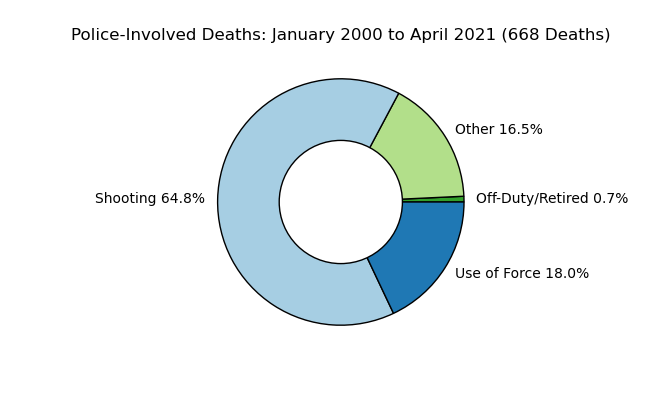 Police-Involved Deaths: January 2000 to April 2021 (668 Deaths)
Other 16.5%
Shooting 64.8%
Off-Duty/Retired 0.7%
Use of Force 18.0%